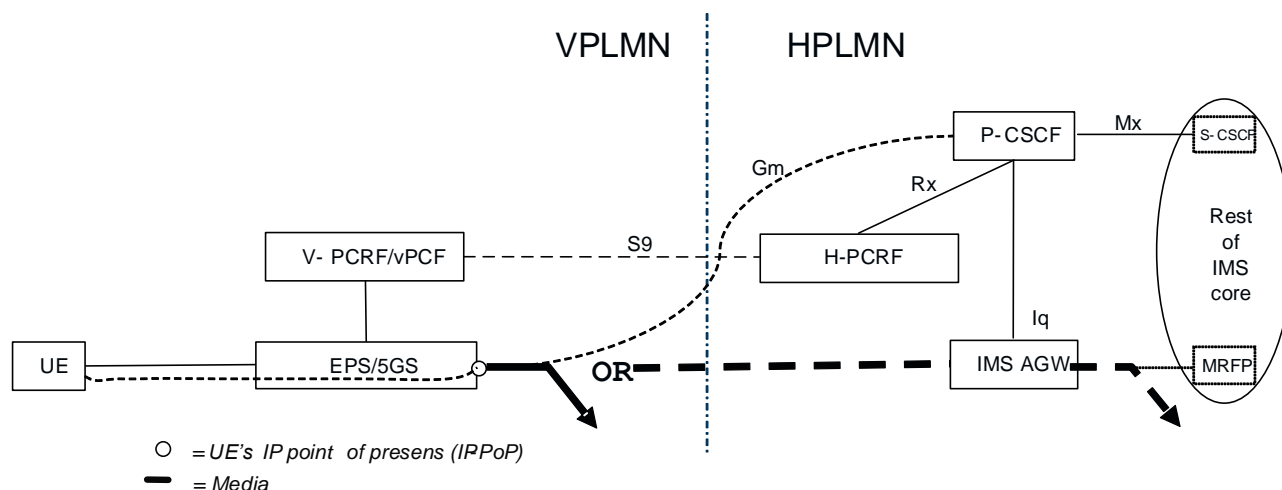 VPLMN
HPLMN
P- CSCF
Mx
S- CSCF
Gm
Rx
Rest
of
IMS
core
V- PCRF/vPCF
S9
H-PCRF
Iq
UE
EPS/5GS
OR
IMS AGW
MRFP
= UE's IP point of presens (IPPoP)
= Media